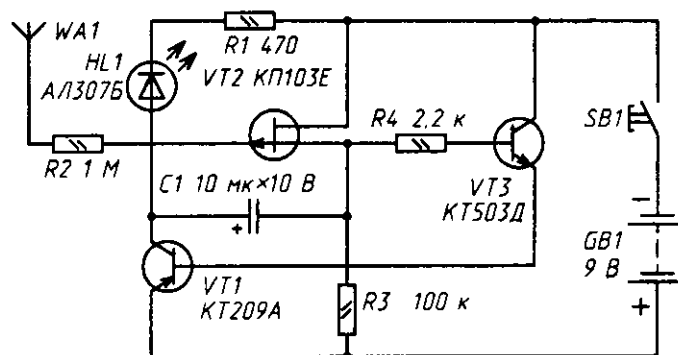 WA1
R1 470
HL1
АЛ307Б
VT2 КП103Е
R4 2,2 к
SB1
R2 1 М
C1 10 мк×10 В
+
VT3
КТ503Д
−
GB1
9 В
+
VT1
КТ209А
R3 100 к